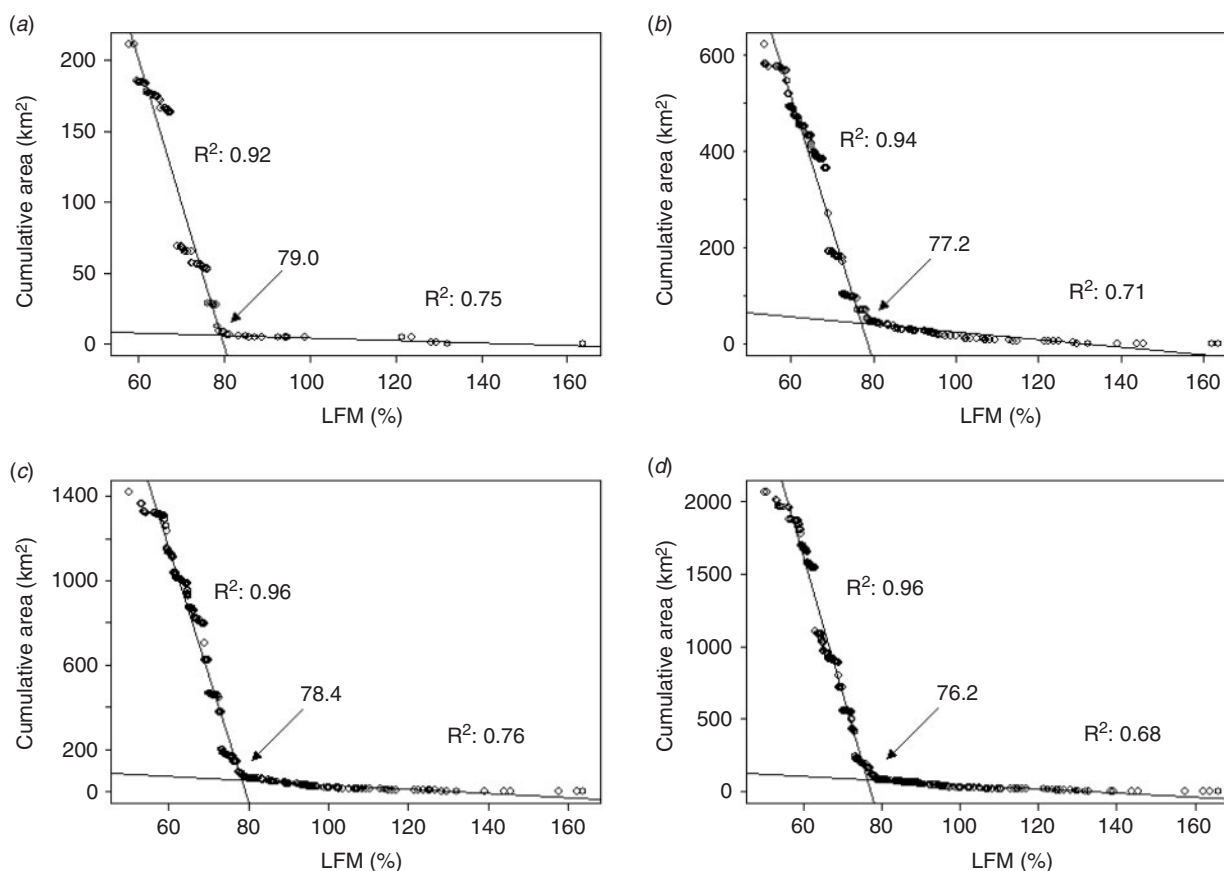 (a)
200
150
100
50
0
Cumulative area (km²)
R²: 0.92
79.0
R²: 0.75
60 80 100 120 140 160
LFM (%)
(b)
600
400
200
0
Cumulative area (km²)
R²: 0.94
77.2
R²: 0.71
60 80 100 120 140 160
LFM (%)
(c)
1400
1000
600
200
0
Cumulative area (km²)
R²: 0.96
78.4
R²: 0.76
60 80 100 120 140 160
LFM (%)
(d)
2000
1500
1000
500
0
Cumulative area (km²)
R²: 0.96
76.2
R²: 0.68
60 80 100 120 140 160
LFM (%)